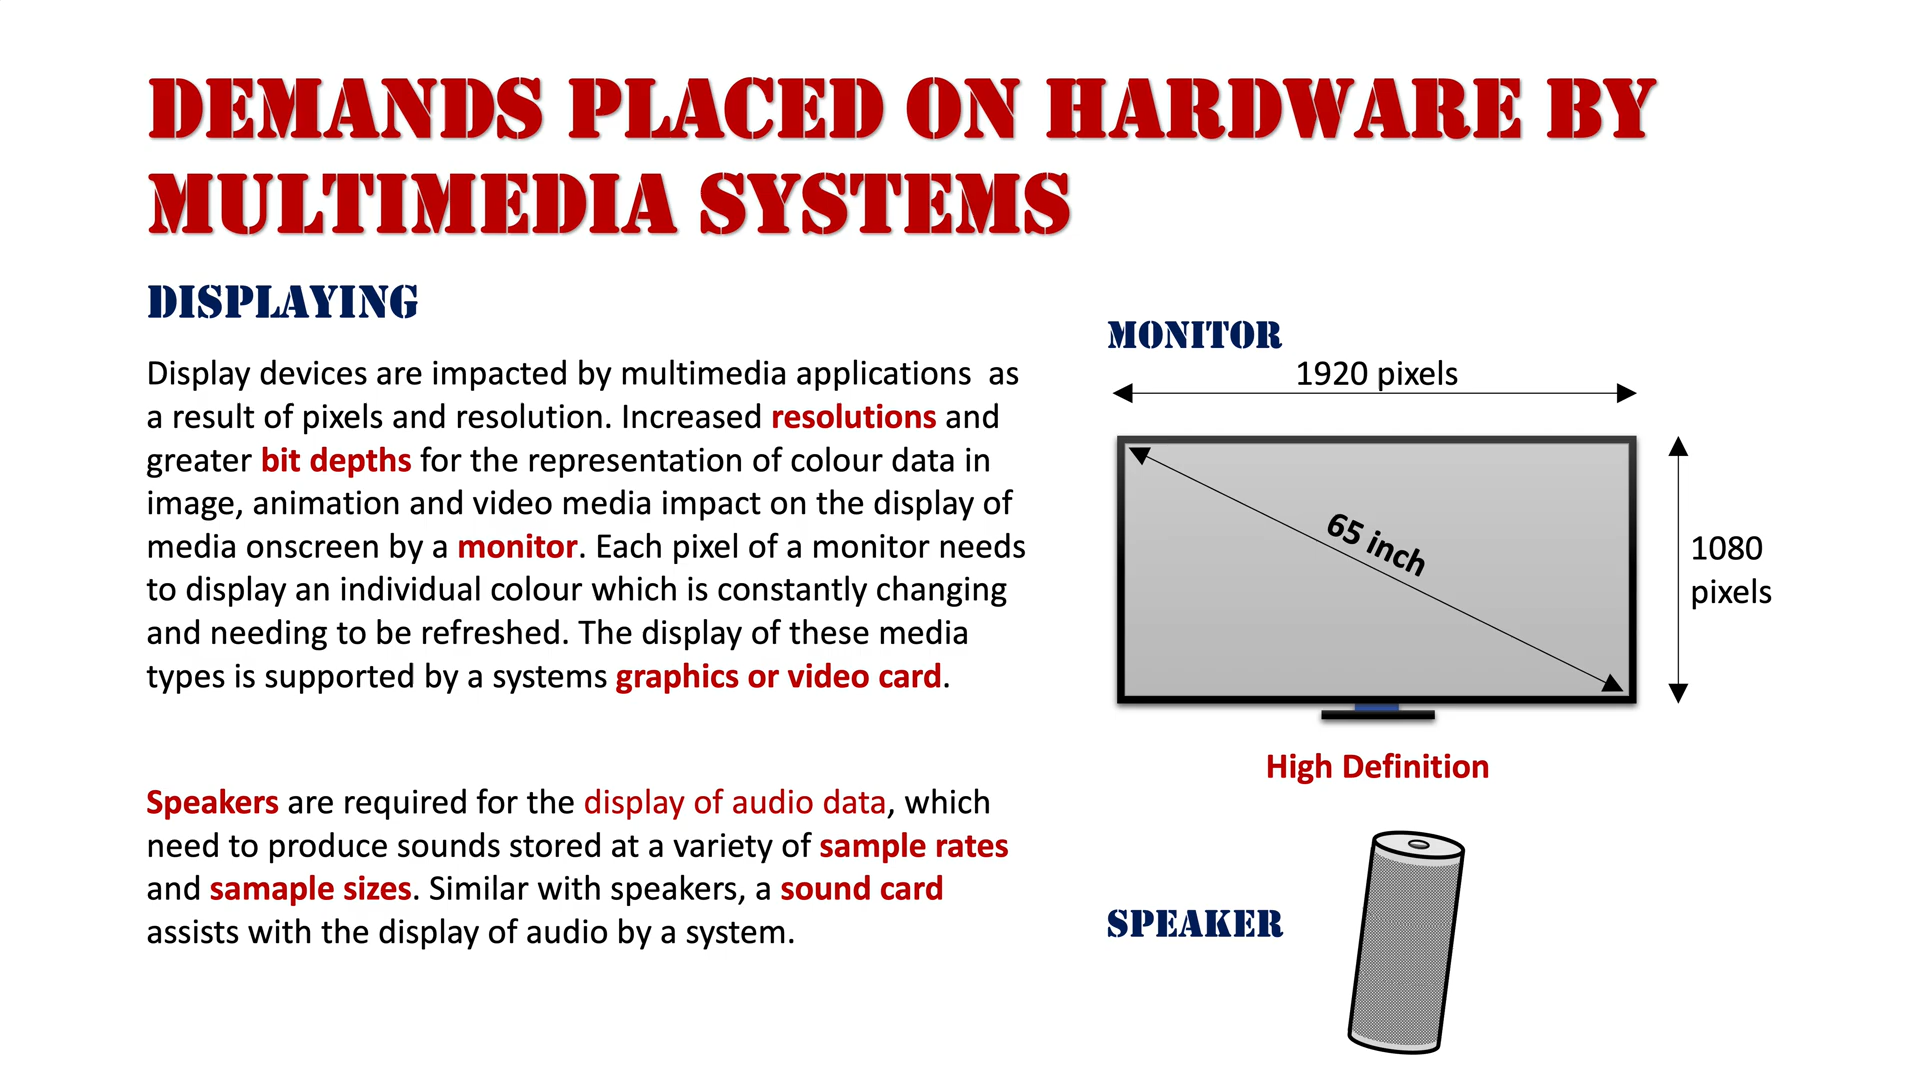 DEMANDS PLACED ON HARDWARE BY
MULTIMEDIA SYSTEMS
DISPLAYING
Display devices are impacted by multimedia applications  as
a result of pixels and resolution. Increased resolutions and
greater bit depths for the representation of colour data in
image, animation and video media impact on the display of
media onscreen by a monitor. Each pixel of a monitor needs
to display an individual colour which is constantly changing
and needing to be refreshed. The display of these media
types is supported by a systems graphics or video card.
Speakers are required for the display of audio data, which
need to produce sounds stored at a variety of sample rates
and samaple sizes. Similar with speakers, a sound card
assists with the display of audio by a system.
MONITOR
1920 pixels
65 inch
1080
pixels
High Definition
SPEAKER